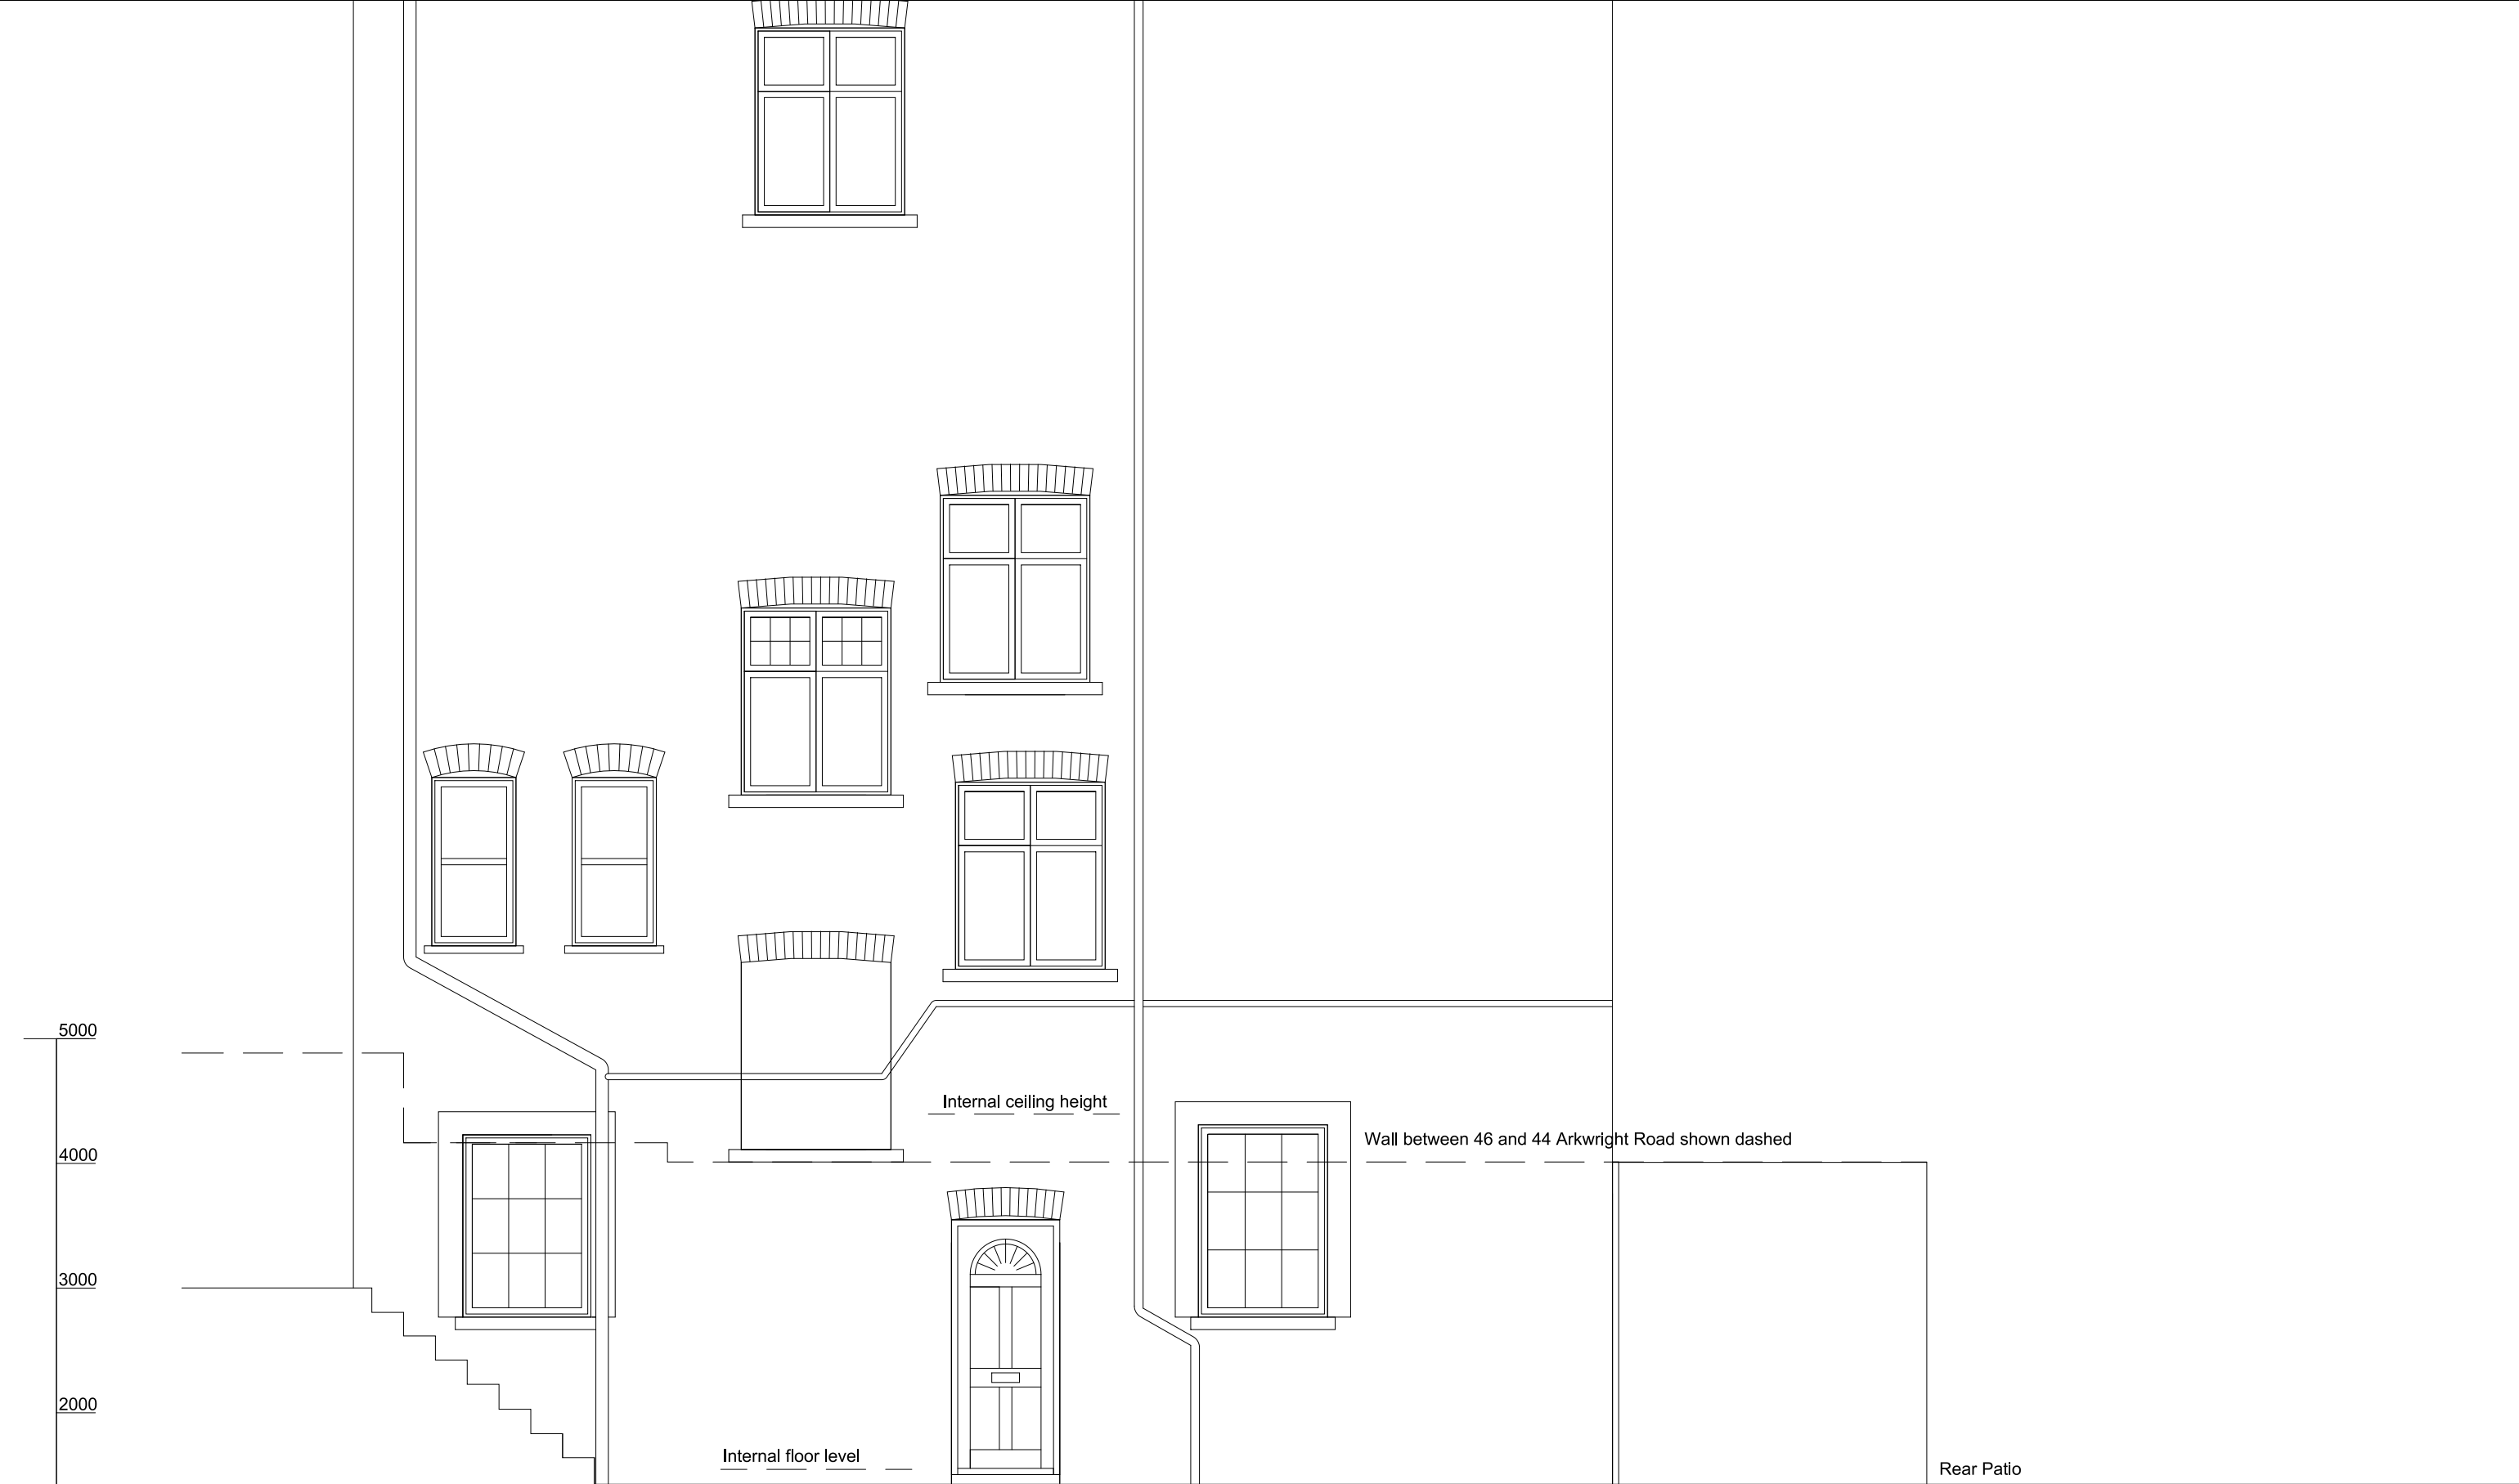 5000
Internal ceiling height
Wall between 46 and 44 Arkwright Road shown dashed
4000
3000
2000
Internal floor level
Rear Patio